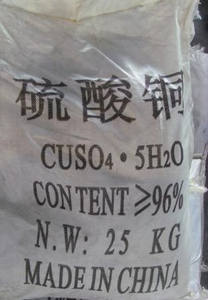 硫酸铜
CUSO4·5H2O
CONTENT≥96%
N.W: 25 KG
MADE IN CHINA